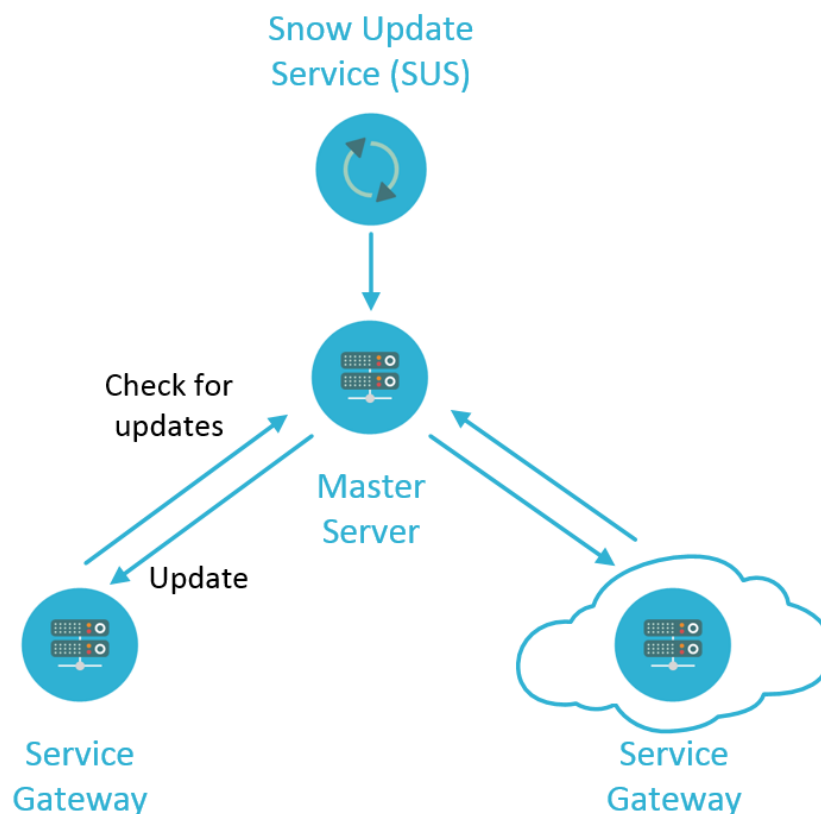 Snow Update
Service (SUS)
Check for
updates
Master
Server
Update
Service
Gateway
Service
Gateway